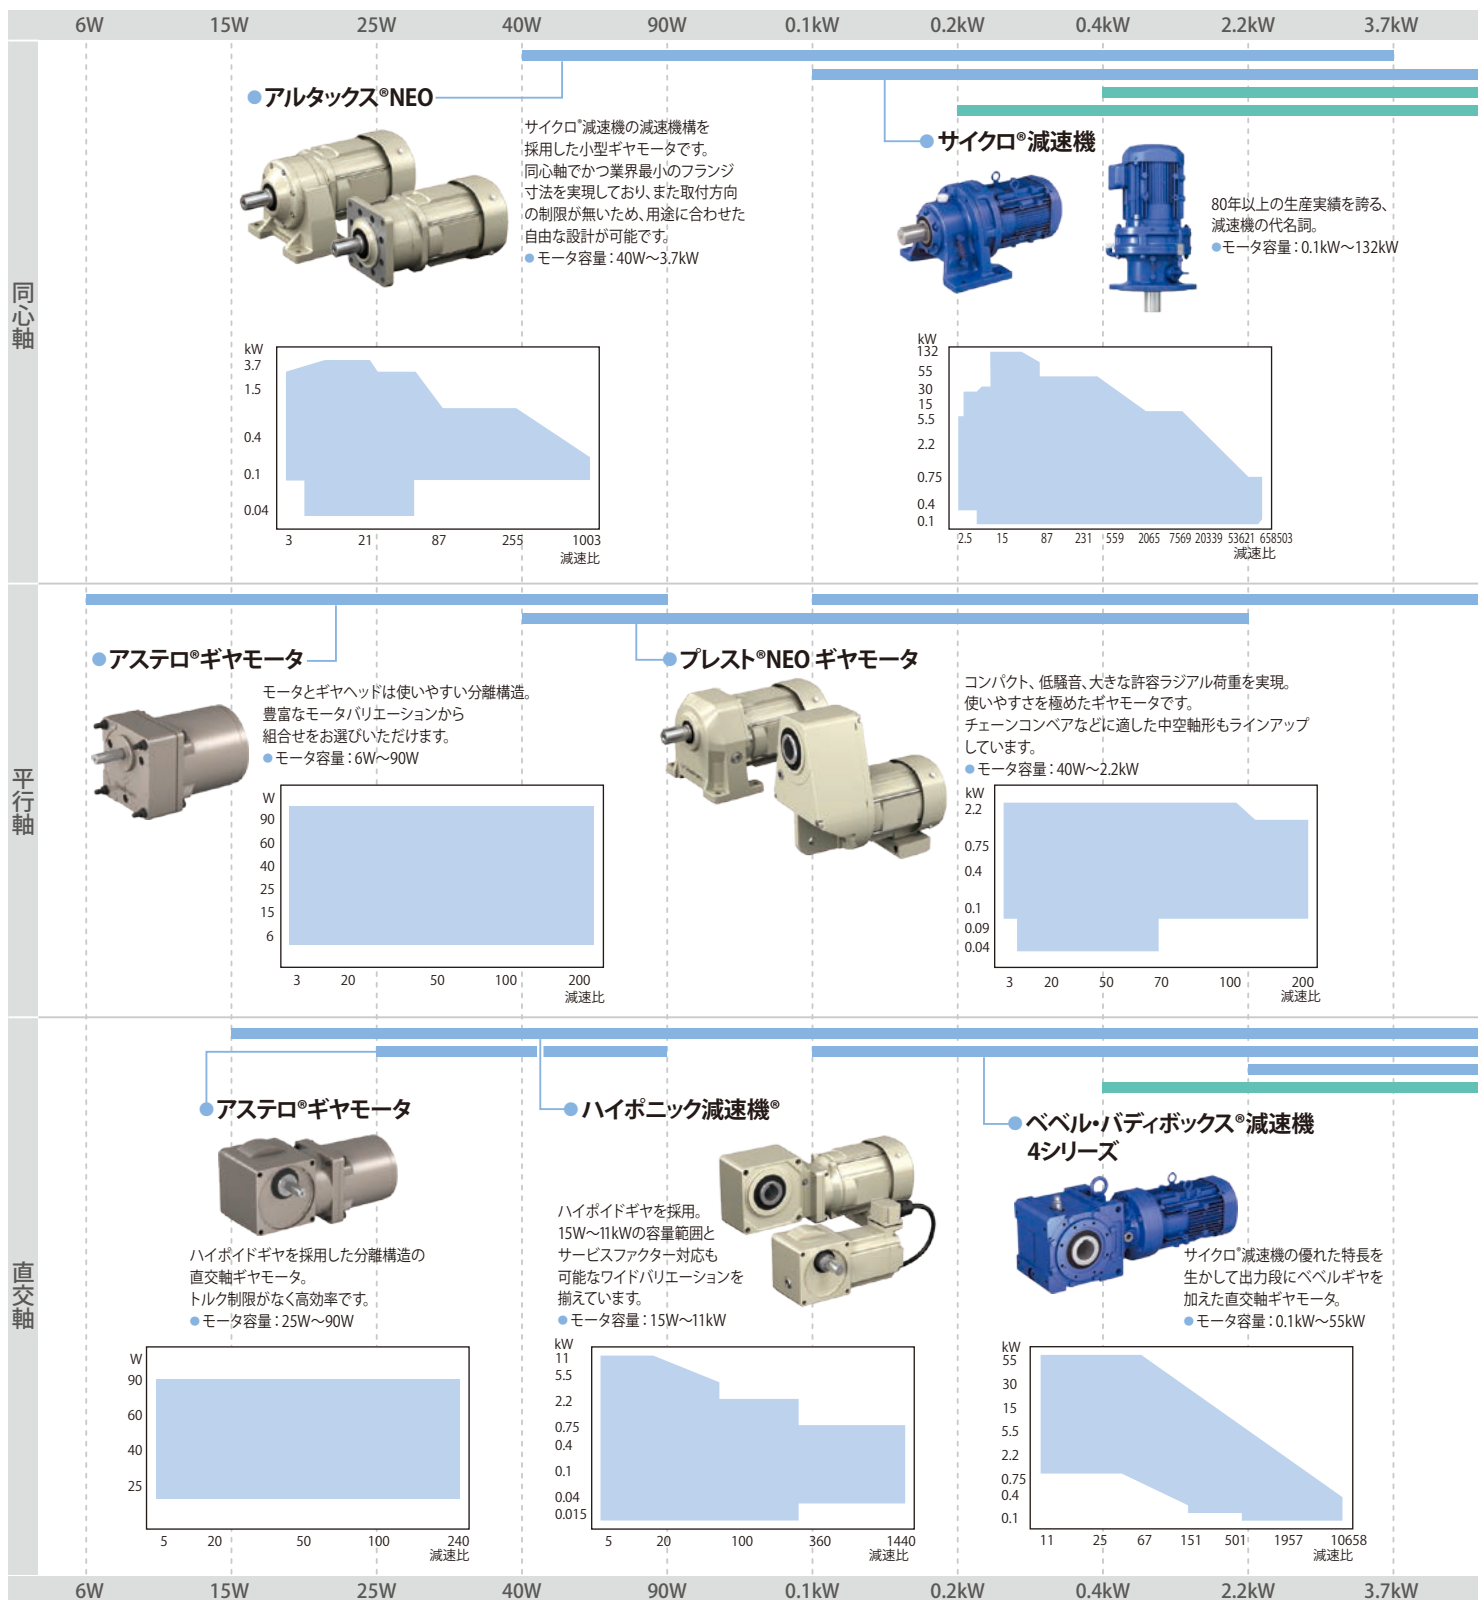 6W 15W 25W 40W 90W 0.1kW 0.2kW 0.4kW 2.2kW 3.7kW
同心軸
アルタックス®NEO
サイクロ®減速機の減速機構を
採用した小型ギヤモータです。
同心軸でかつ業界最小のフランジ
寸法を実現しており、また取付方向
の制限が無いため、用途に合わせた
自由な設計が可能です。
●モータ容量：40W～3.7kW
kW
3.7
1.5
0.4
0.1
0.04
3 21 87 255 1003
減速比
サイクロ®減速機
80年以上の生産実績を誇る、
減速機の代名詞。
●モータ容量：0.1kW～132kW
kW
132
55
30
15
5.5
2.2
0.75
0.4
0.1
2.5 15 87 231 559 2065 7569 20339 53621 658503
減速比
平行軸
アステロ®ギヤモータ
モータとギヤヘッドは使いやすい分離構造。
豊富なモータバリエーションから
組合せをお選びいただけます。
●モータ容量：6W～90W
W
90
60
40
25
15
6
3 20 50 100 200
減速比
プレスト®NEO ギヤモータ
コンパクト、低騒音、大きな許容ラジアル荷重を実現。
使いやすさを極めたギヤモータです。
チェーンコンベアなどに適した中空軸形もラインアップ
しています。
●モータ容量：40W～2.2kW
kW
2.2
0.75
0.4
0.1
0.09
0.04
3 20 50 70 100 200
減速比
直交軸
アステロ®ギヤモータ
ハイポイドギヤを採用した分離構造の
直交軸ギヤモータ。
トルク制限がなく高効率です。
●モータ容量：25W～90W
W
90
60
40
25
5 20 50 100 240
減速比
ハイポニック減速機®
ハイポイドギヤを採用。
15W～11kWの容量範囲と
サービスファクター対応も
可能なワイドバリエーションを
揃えています。
●モータ容量：15W～11kW
kW
11
5.5
2.2
0.75
0.4
0.1
0.04
0.015
5 20 100 360 1440
減速比
ベベル・バディボックス®減速機
4シリーズ
サイクロ®減速機の優れた特長を
生かして出力段にベベルギヤを
加えた直交軸ギヤモータ。
●モータ容量：0.1kW～55kW
kW
55
30
15
5.5
2.2
0.75
0.4
0.1
11 25 67 151 501 1957 10658
減速比
6W 15W 25W 40W 90W 0.1kW 0.2kW 0.4kW 2.2kW 3.7kW